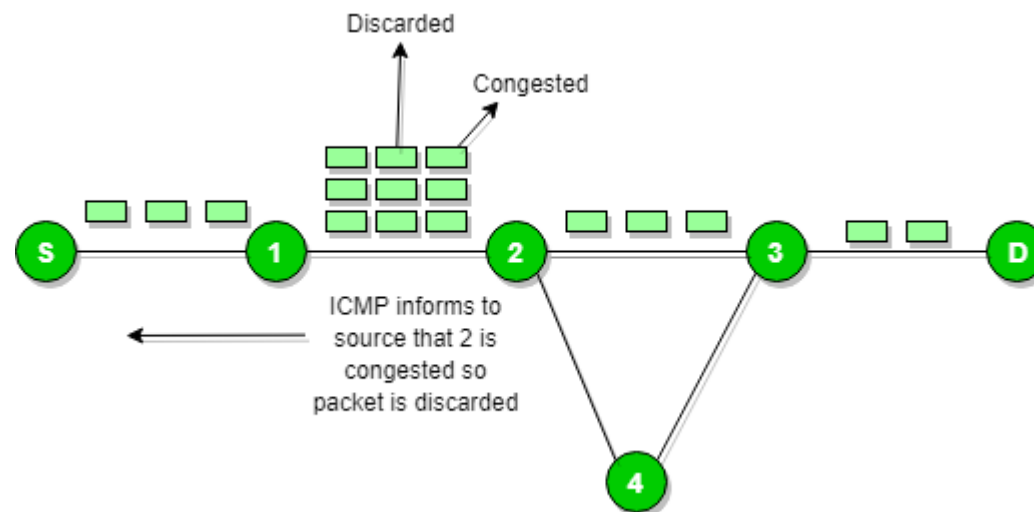 Discarded
Congested
S
1
2
3
D
ICMP informs to
source that 2 is
congested so
packet is discarded
4